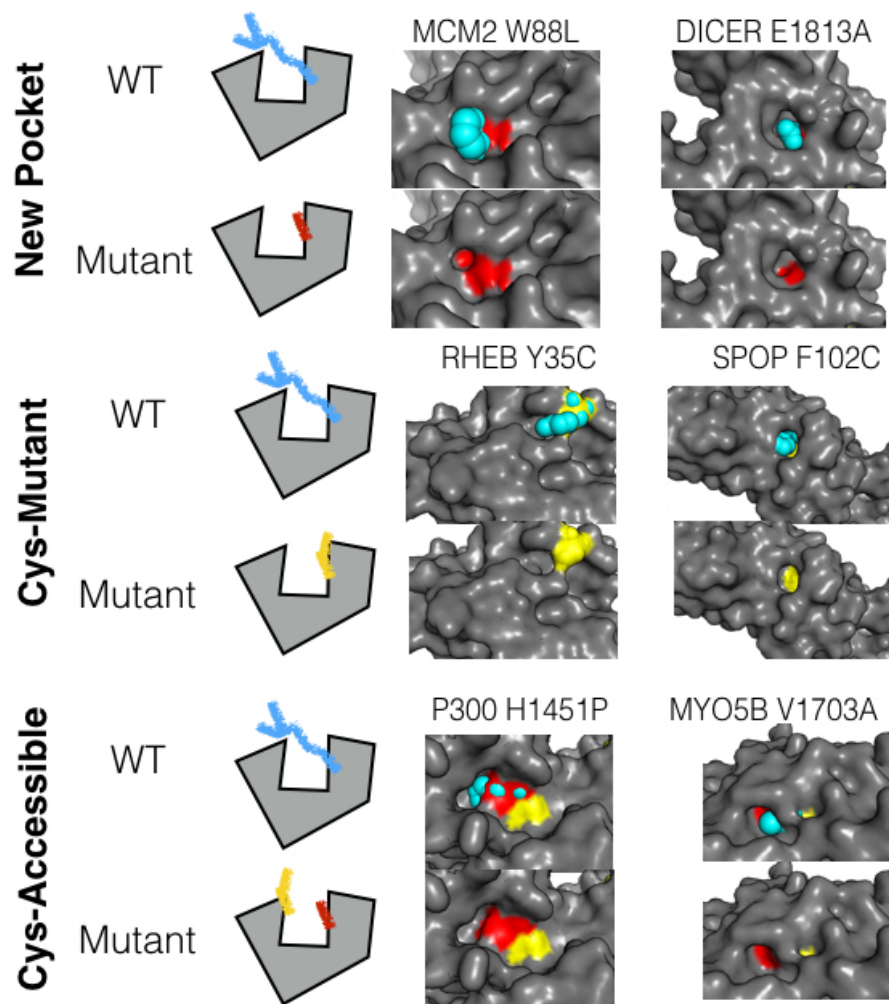 New Pocket
WT
MCM2 W88L
DICER E1813A
Mutant
Cys-Mutant
WT
RHEB Y35C
SPOP F102C
Mutant
Cys-Accessible
WT
P300 H1451P
MYO5B V1703A
Mutant